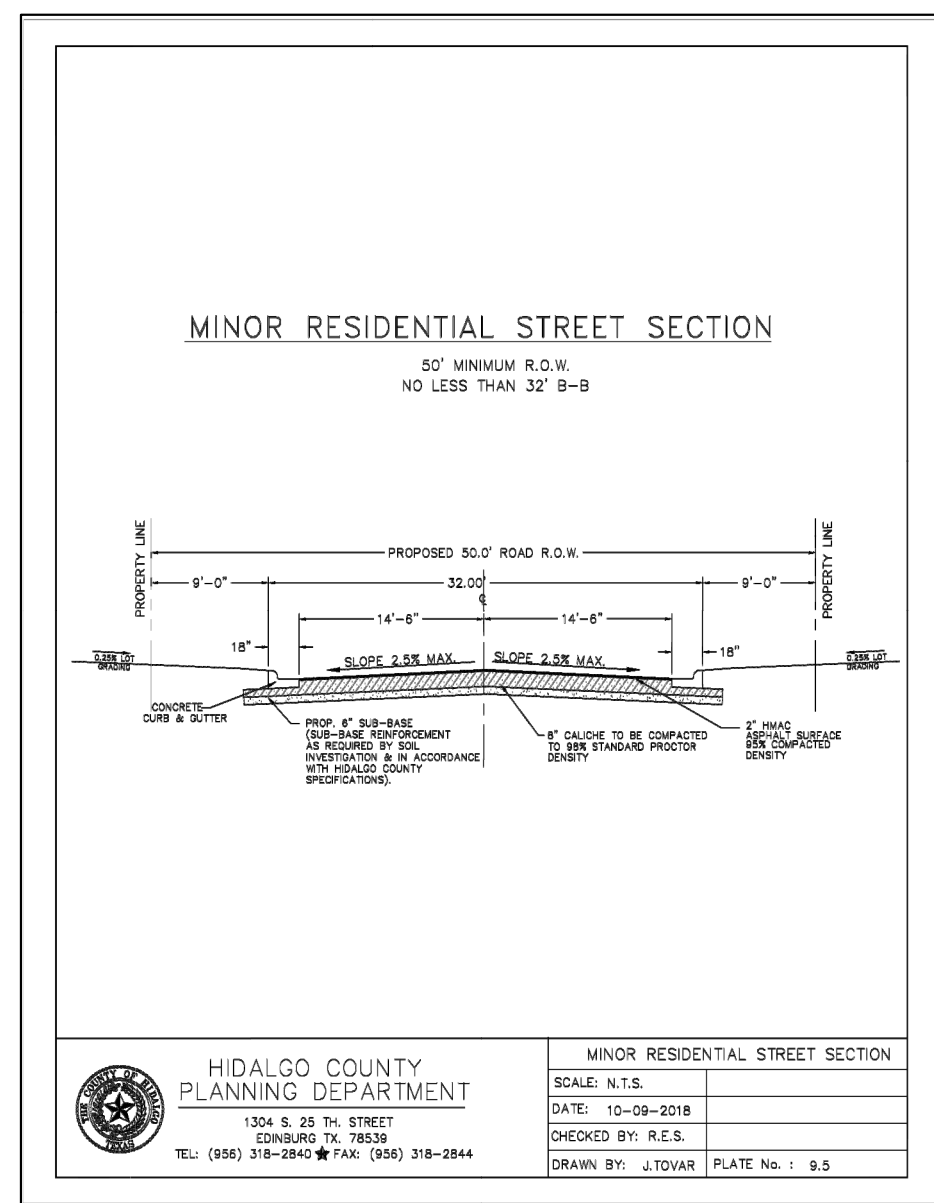 MINOR RESIDENTIAL STREET SECTION
50' MINIMUM R.O.W.
NO LESS THAN 32' B-B
PROPERTY LINE
PROPERTY LINE
PROPOSED 50.0' ROAD R.O.W.
9'-0"
32.00'
9'-0"
℄
14'-6"
14'-6"
18"
18"
0.25% LOT
GRADING
SLOPE 2.5% MAX.
SLOPE 2.5% MAX.
0.25% LOT
GRADING
CONCRETE
CURB & GUTTER
PROP. 6" SUB-BASE
(SUB-BASE REINFORCEMENT
AS REQUIRED BY SOIL
INVESTIGATION & IN ACCORDANCE
WITH HIDALGO COUNTY
SPECIFICATIONS).
8" CALICHE TO BE COMPACTED
TO 98% STANDARD PROCTOR
DENSITY
2" HMAC
ASPHALT SURFACE
95% COMPACTED
DENSITY
THE COUNTY OF HIDALGO
TEXAS
HIDALGO COUNTY
PLANNING DEPARTMENT
1304 S. 25 TH. STREET
EDINBURG TX. 78539
TEL: (956) 318-2840 ★ FAX: (956) 318-2844
MINOR RESIDENTIAL STREET SECTION
SCALE: N.T.S.
DATE: 10-09-2018
CHECKED BY: R.E.S.
DRAWN BY: J.TOVAR
PLATE No. : 9.5